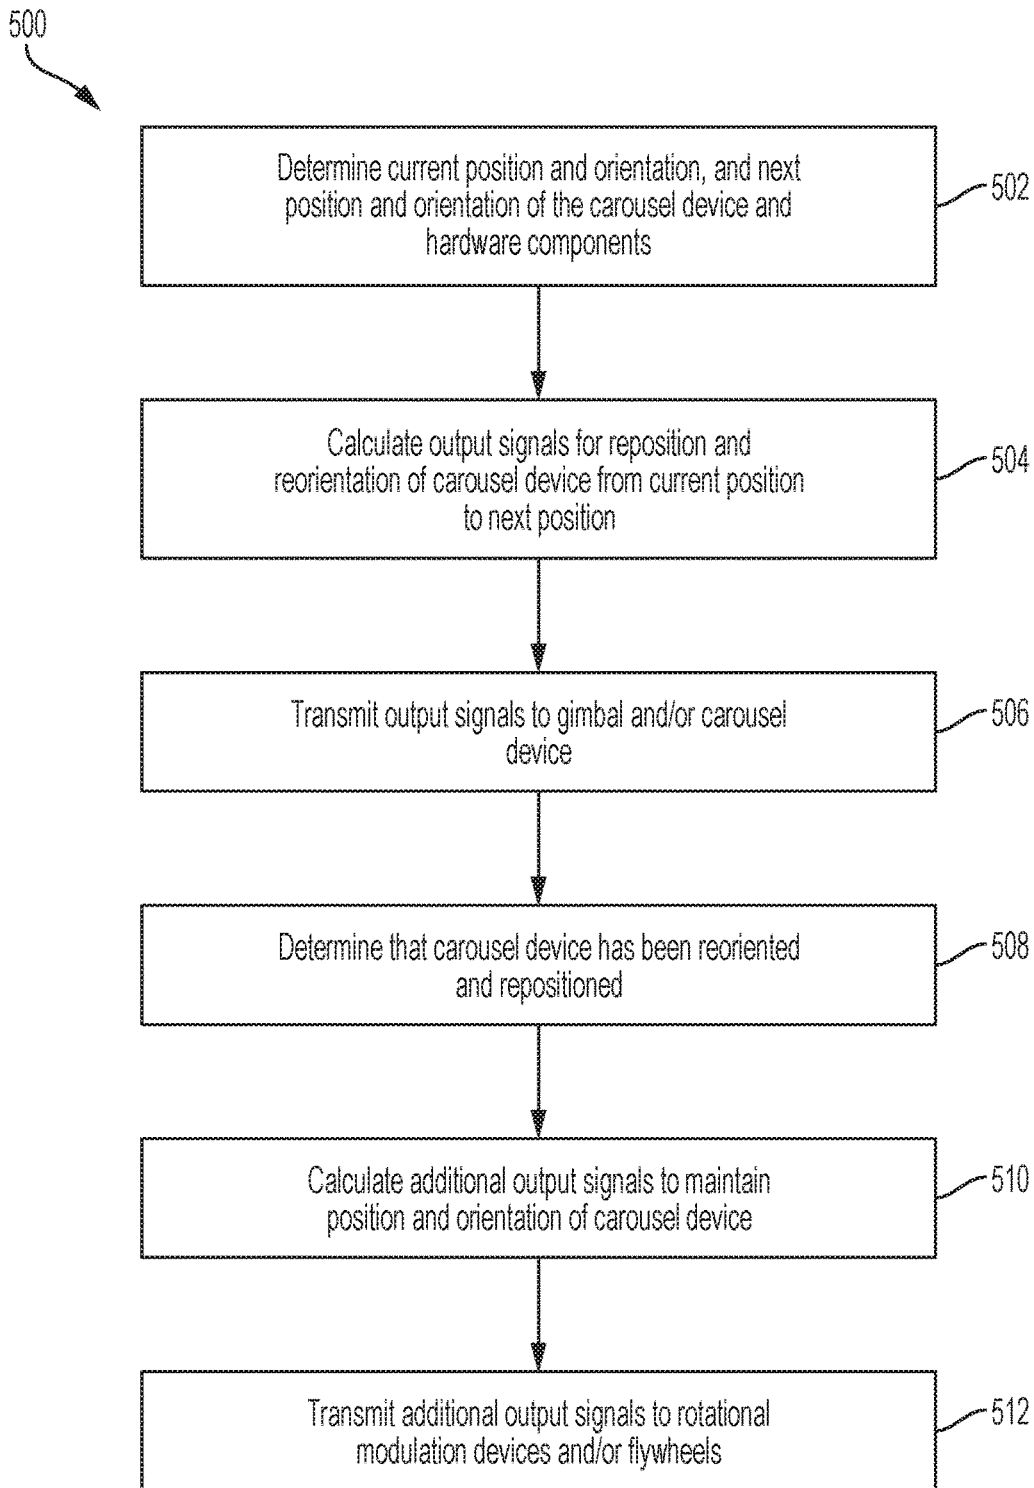 500
Determine current position and orientation, and next
position and orientation of the carousel device and
hardware components
502
Calculate output signals for reposition and
reorientation of carousel device from current position
to next position
504
Transmit output signals to gimbal and/or carousel
device
506
Determine that carousel device has been reoriented
and repositioned
508
Calculate additional output signals to maintain
position and orientation of carousel device
510
Transmit additional output signals to rotational
modulation devices and/or flywheels
512